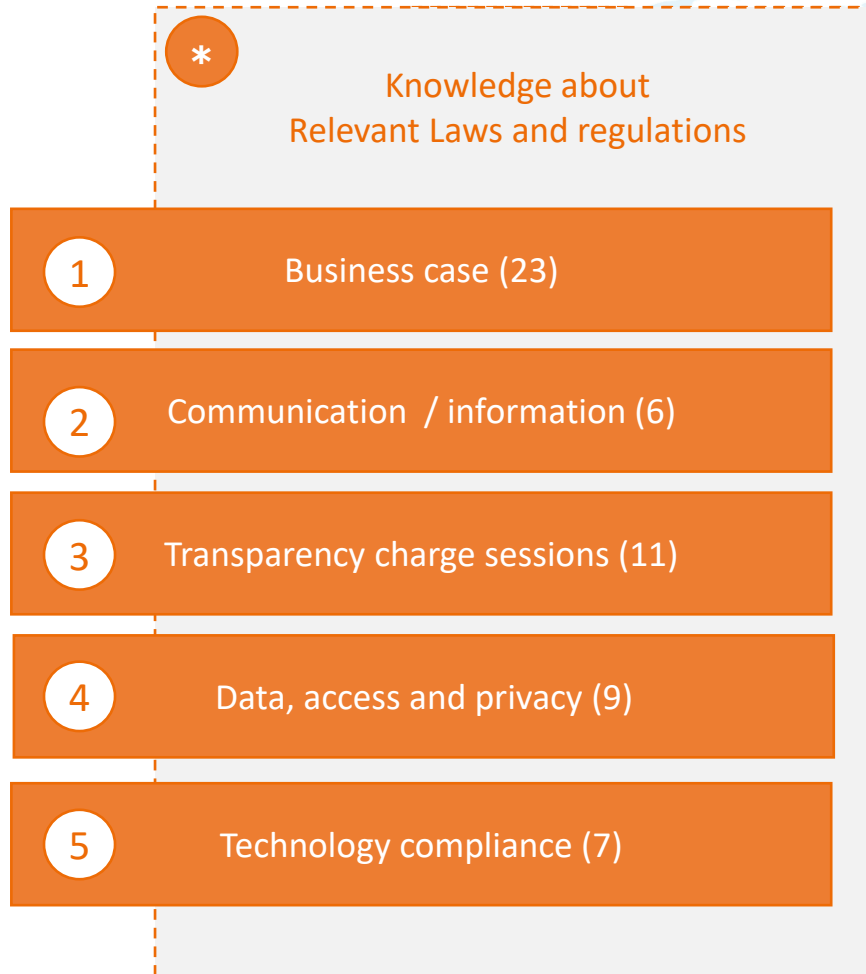 *
Knowledge about
Relevant Laws and regulations
1 Business case (23)
2 Communication / information (6)
3 Transparency charge sessions (11)
4 Data, access and privacy (9)
5 Technology compliance (7)